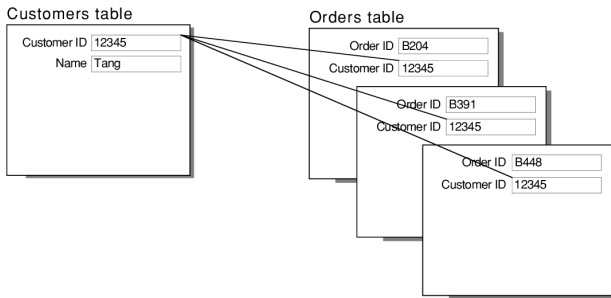 Customers table
Customer ID 12345
Name Tang
Orders table
Order ID B204
Customer ID 12345
Order ID B391
Customer ID 12345
Order ID B448
Customer ID 12345